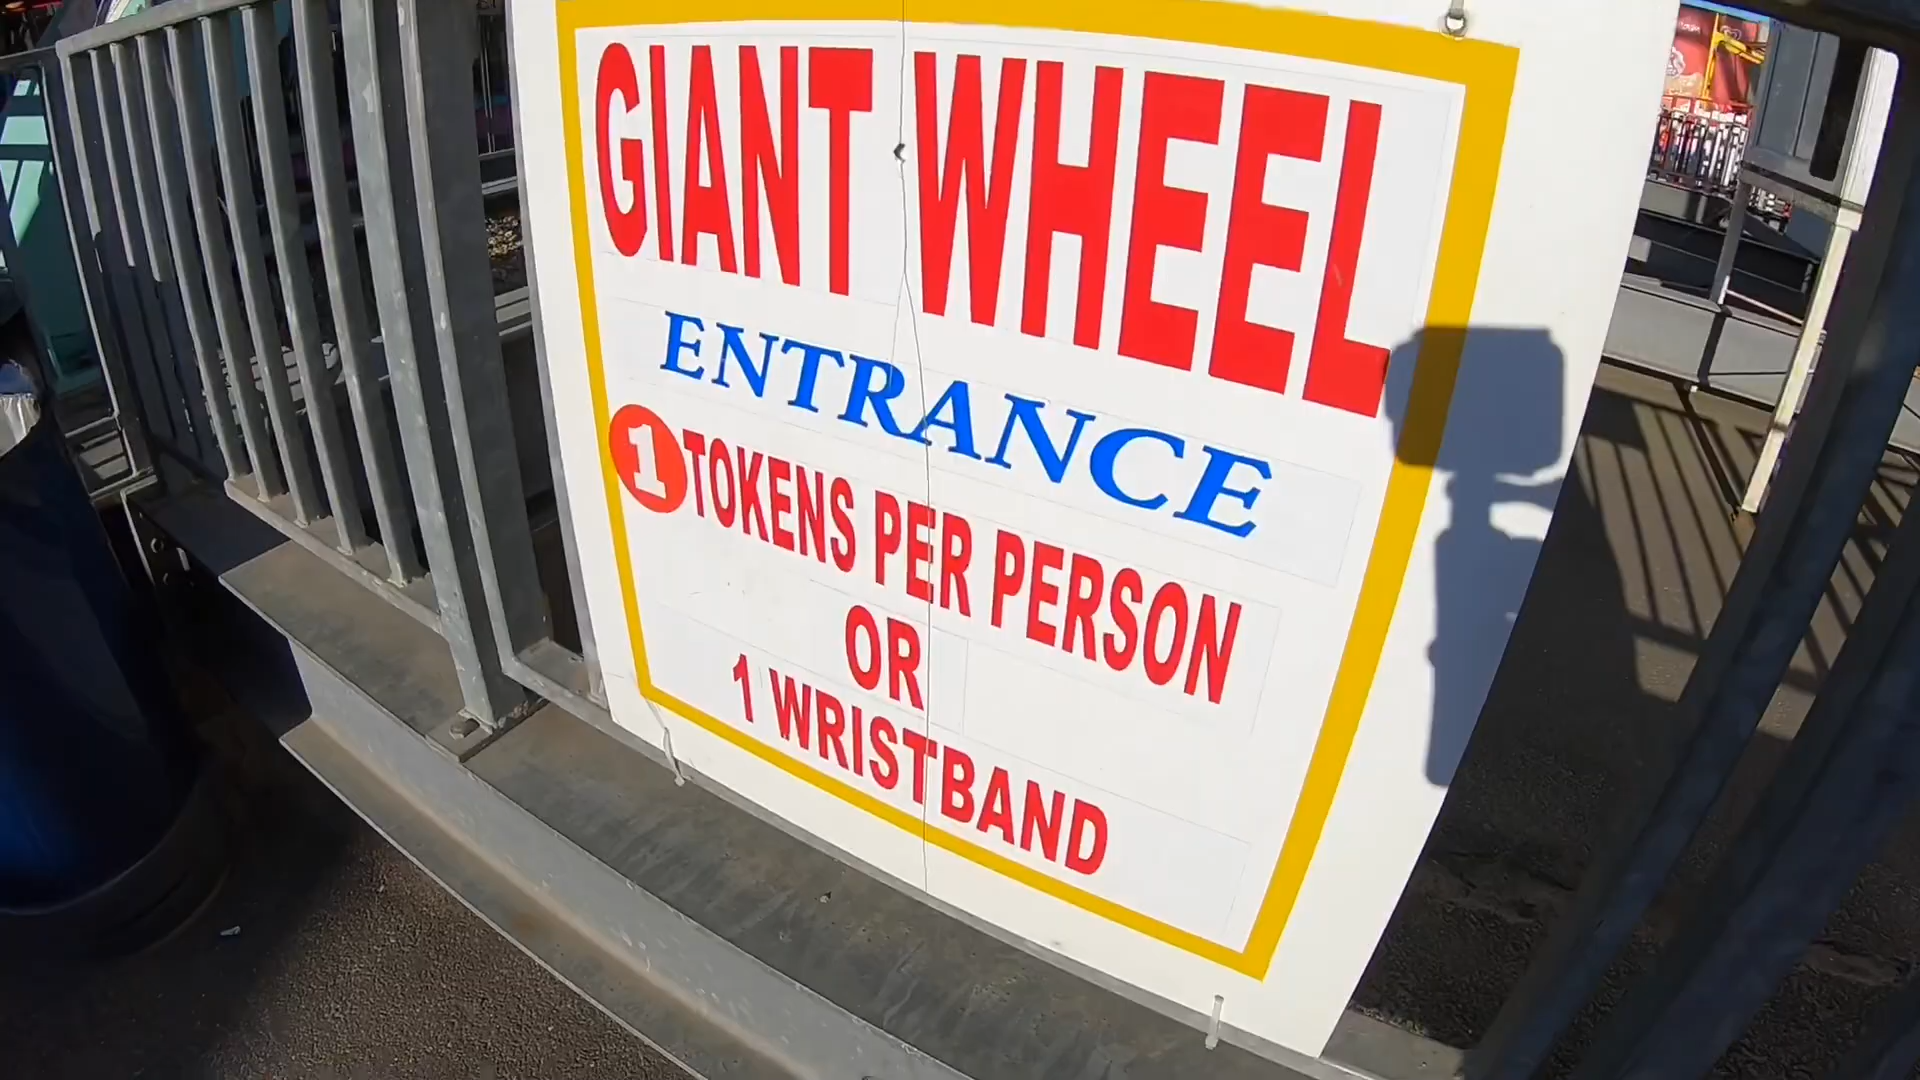 GIANT WHEEL
ENTRANCE
1 TOKENS PER PERSON
OR
1 WRISTBAND